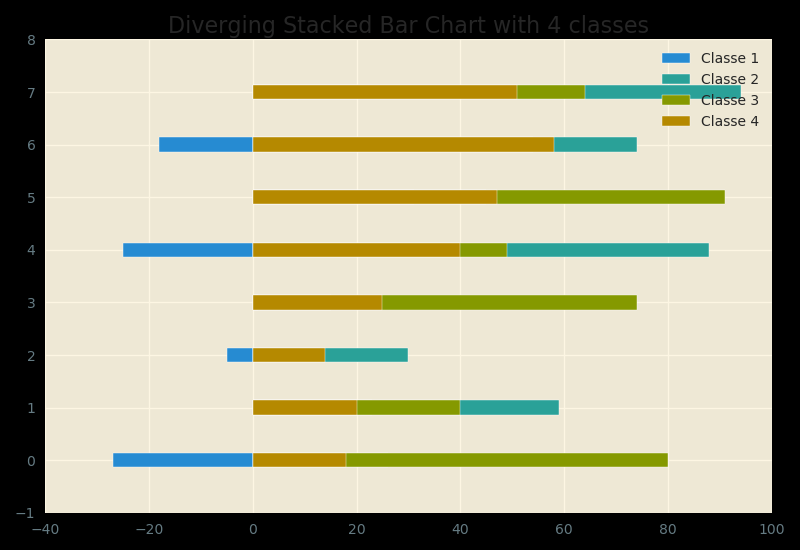 Diverging Stacked Bar Chart with 4 classes
8
Classe 1
Classe 2
7
Classe 3
Classe 4
6
5
4
3
2
1
0
−1
−40 −20 0 20 40 60 80 100